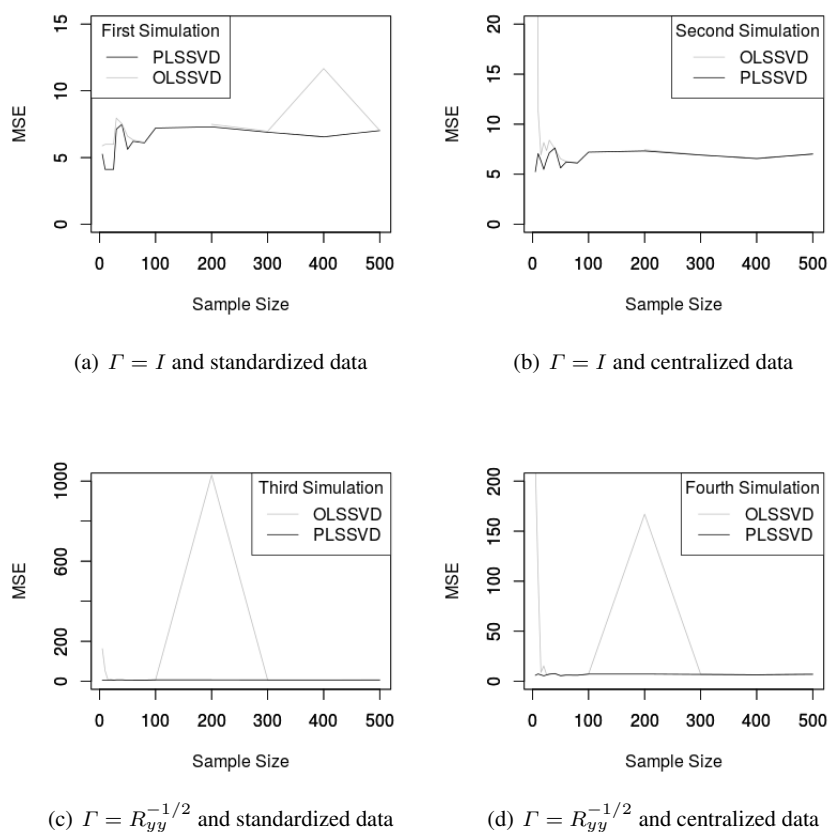 First Simulation
PLSSVD
OLSSVD
MSE
15
10
5
0
0 100 200 300 400 500
Sample Size
(a) Γ = I and standardized data
Second Simulation
OLSSVD
PLSSVD
MSE
20
15
10
5
0
0 100 200 300 400 500
Sample Size
(b) Γ = I and centralized data
Third Simulation
OLSSVD
PLSSVD
MSE
1000
600
200
0
0 100 200 300 400 500
Sample Size
(c) Γ = R_{yy}^{-1/2} and standardized data
Fourth Simulation
OLSSVD
PLSSVD
MSE
200
150
100
50
0
0 100 200 300 400 500
Sample Size
(d) Γ = R_{yy}^{-1/2} and centralized data